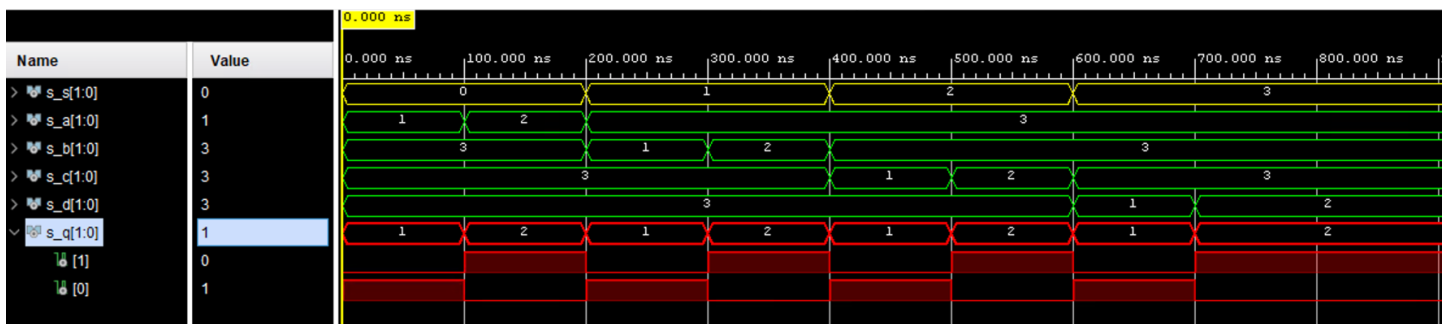 0.000 ns
Name Value 0.000 ns 100.000 ns 200.000 ns 300.000 ns 400.000 ns 500.000 ns 600.000 ns 700.000 ns 800.000 ns
> s_s[1:0] 0 0 1 2 3
> s_a[1:0] 1 1 2 3
> s_b[1:0] 3 3 1 2 3
> s_c[1:0] 3 3 1 2 3
> s_d[1:0] 3 3 1 2
s_q[1:0] 1 1 2 1 2 1 2 1 2
[1] 0
[0] 1